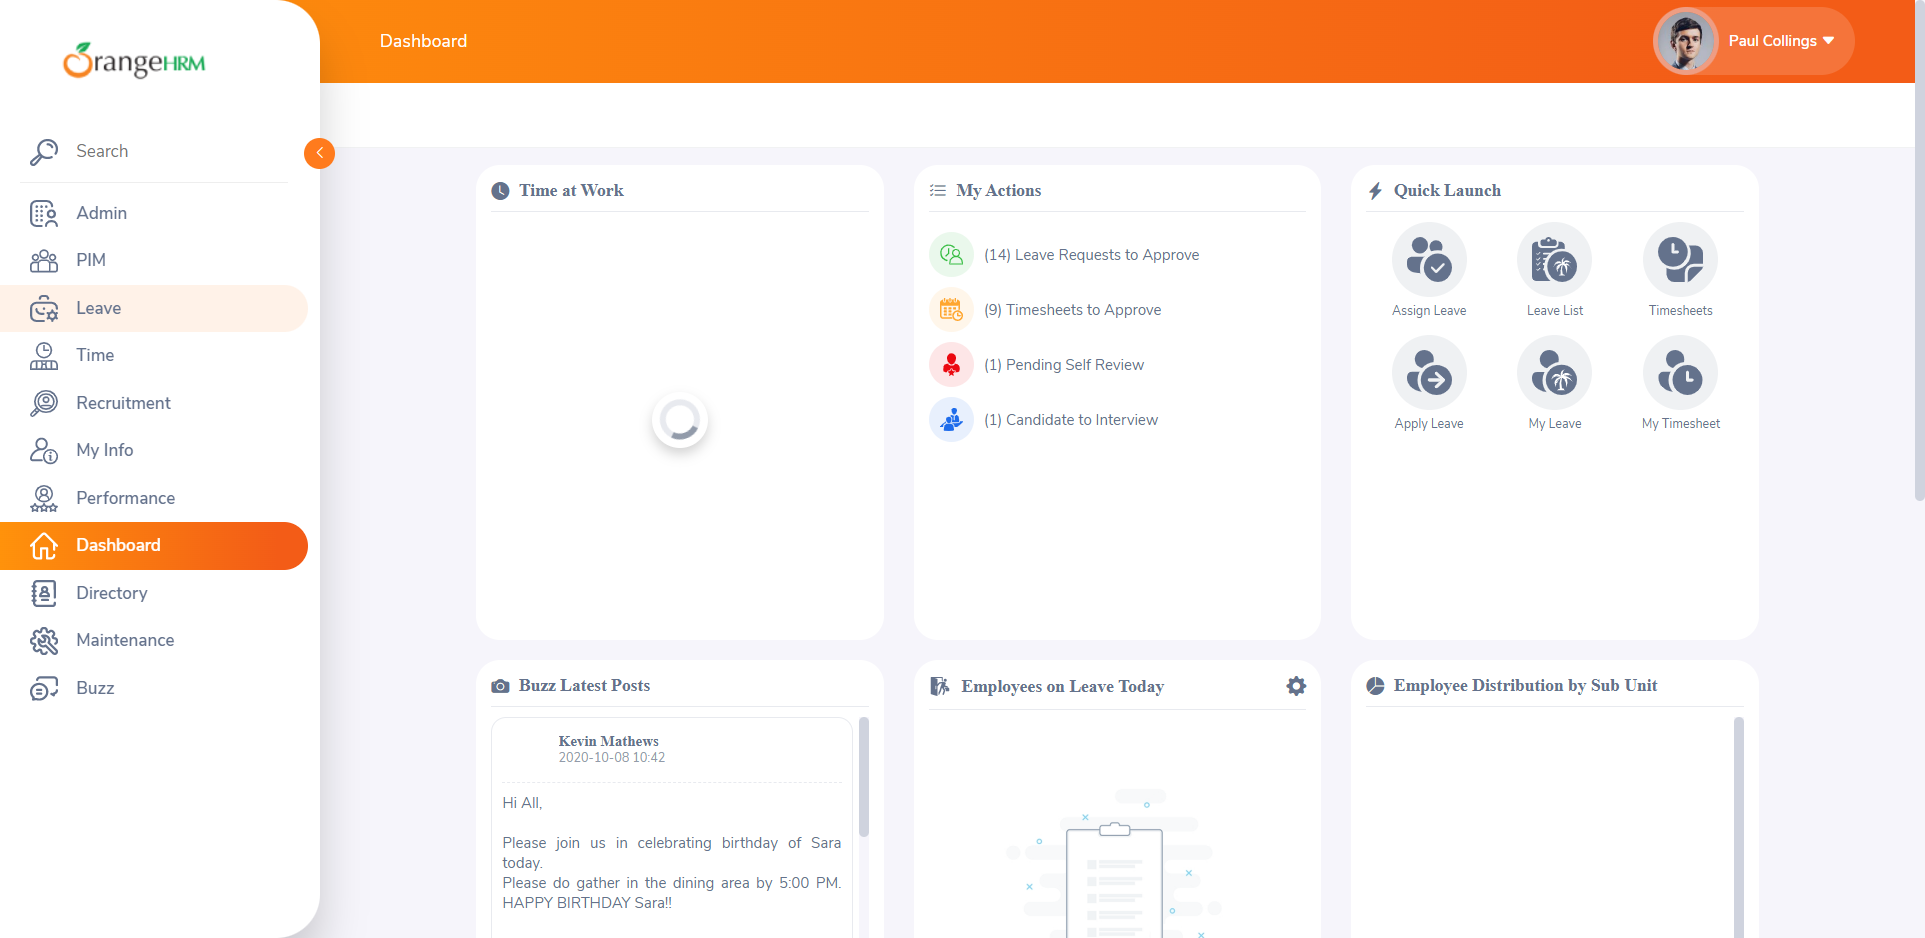 OrangeHRM
Dashboard
Paul Collings
Search
Admin
PIM
Leave
Time
Recruitment
My Info
Performance
Dashboard
Directory
Maintenance
Buzz
Time at Work
My Actions
(14) Leave Requests to Approve
(9) Timesheets to Approve
(1) Pending Self Review
(1) Candidate to Interview
Quick Launch
Assign Leave
Leave List
Timesheets
Apply Leave
My Leave
My Timesheet
Buzz Latest Posts
Kevin Mathews
2020-10-08 10:42
Hi All,
Please join us in celebrating birthday of Sara
today.
Please do gather in the dining area by 5:00 PM.
HAPPY BIRTHDAY Sara!!
Employees on Leave Today
Employee Distribution by Sub Unit